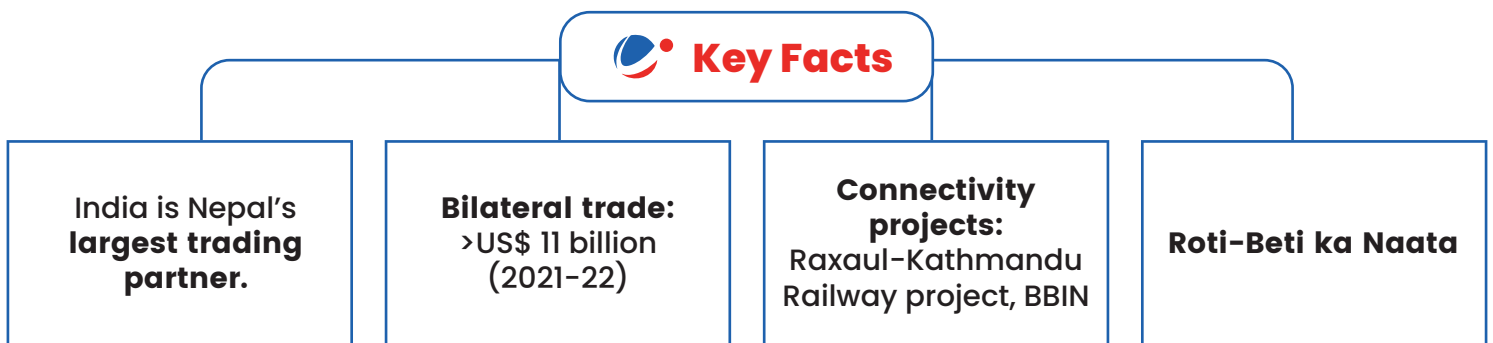 Key Facts
India is Nepal’s
largest trading
partner.
Bilateral trade:
>US$ 11 billion
(2021-22)
Connectivity
projects:
Raxaul-Kathmandu
Railway project, BBIN
Roti-Beti ka Naata